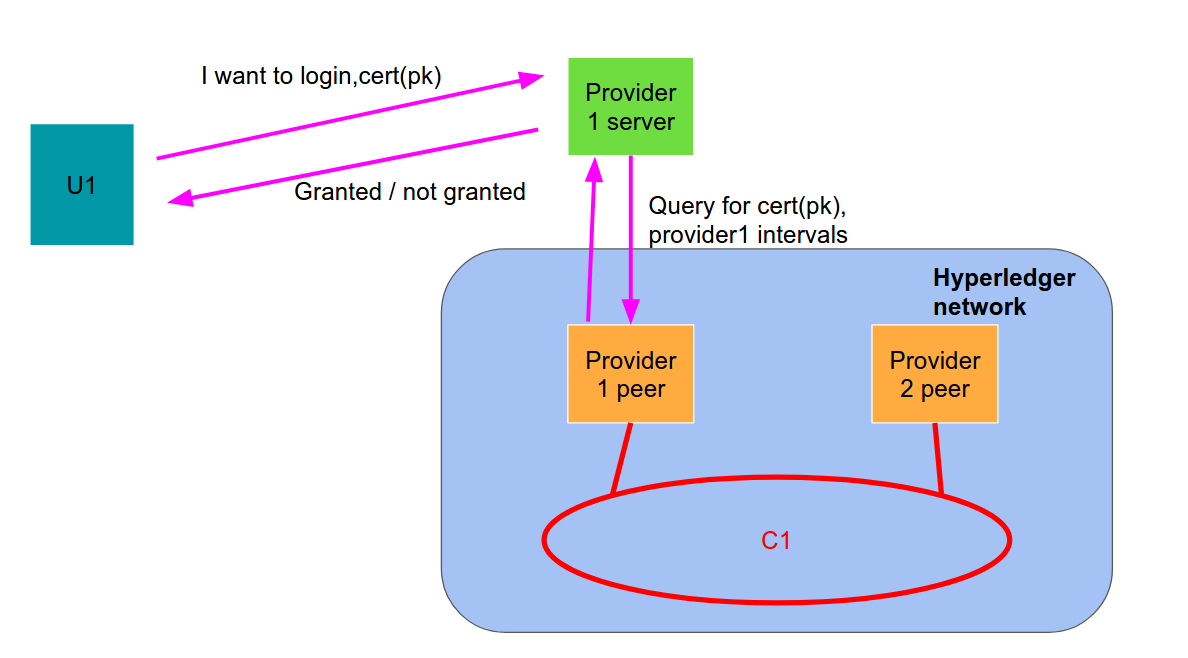 I want to login,cert(pk)
Provider
1 server
U1
Granted / not granted
Query for cert(pk),
provider1 intervals
Hyperledger
network
Provider
1 peer
Provider
2 peer
C1